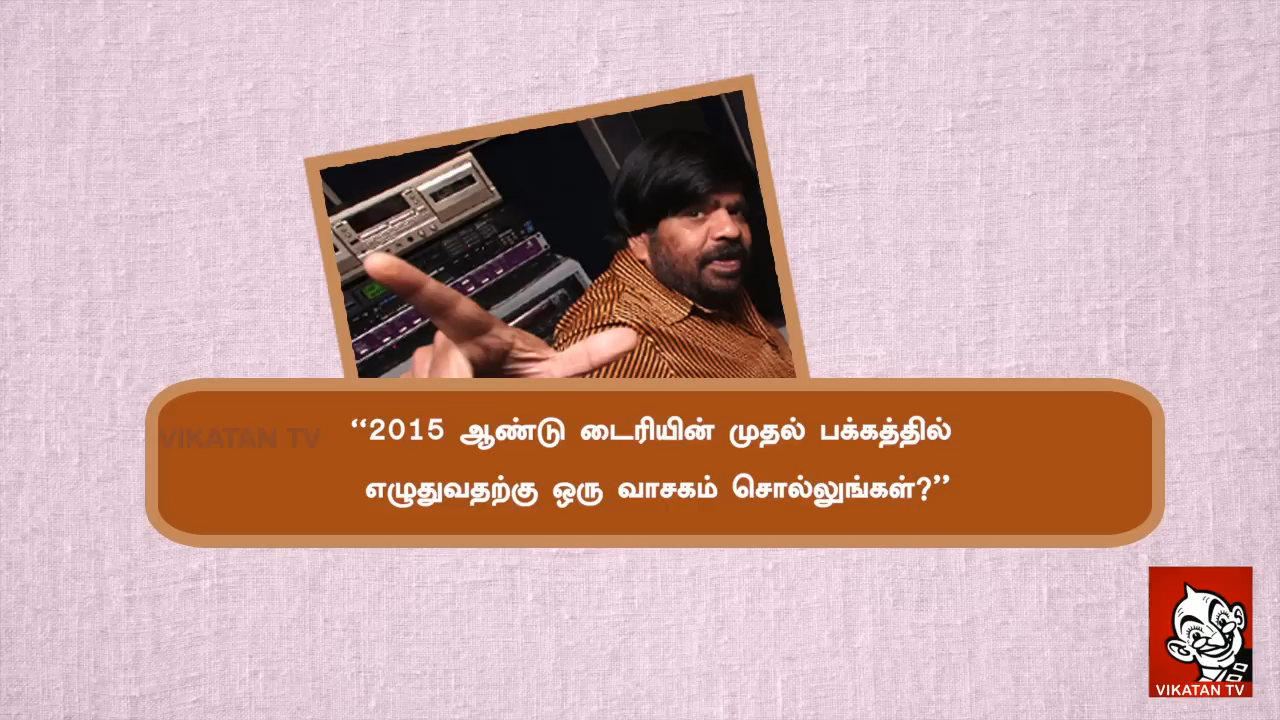 “2015 ஆண்டு டைரியின் முதல் பக்கத்தில்
எழுதுவதற்கு ஒரு வாசகம் சொல்லுங்கள்?”
VIKATAN TV
VIKATAN TV